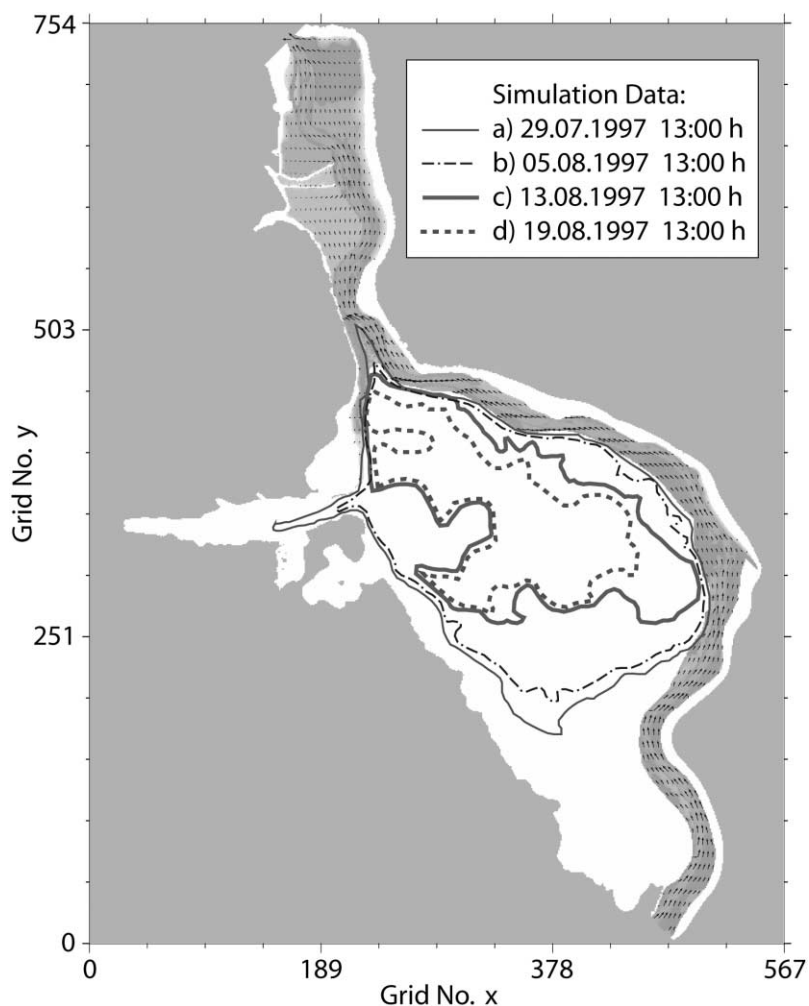 754
Simulation Data:
a) 29.07.1997 13:00 h
b) 05.08.1997 13:00 h
c) 13.08.1997 13:00 h
d) 19.08.1997 13:00 h
503
Grid No. y
251
0
0 189 378 567
Grid No. x